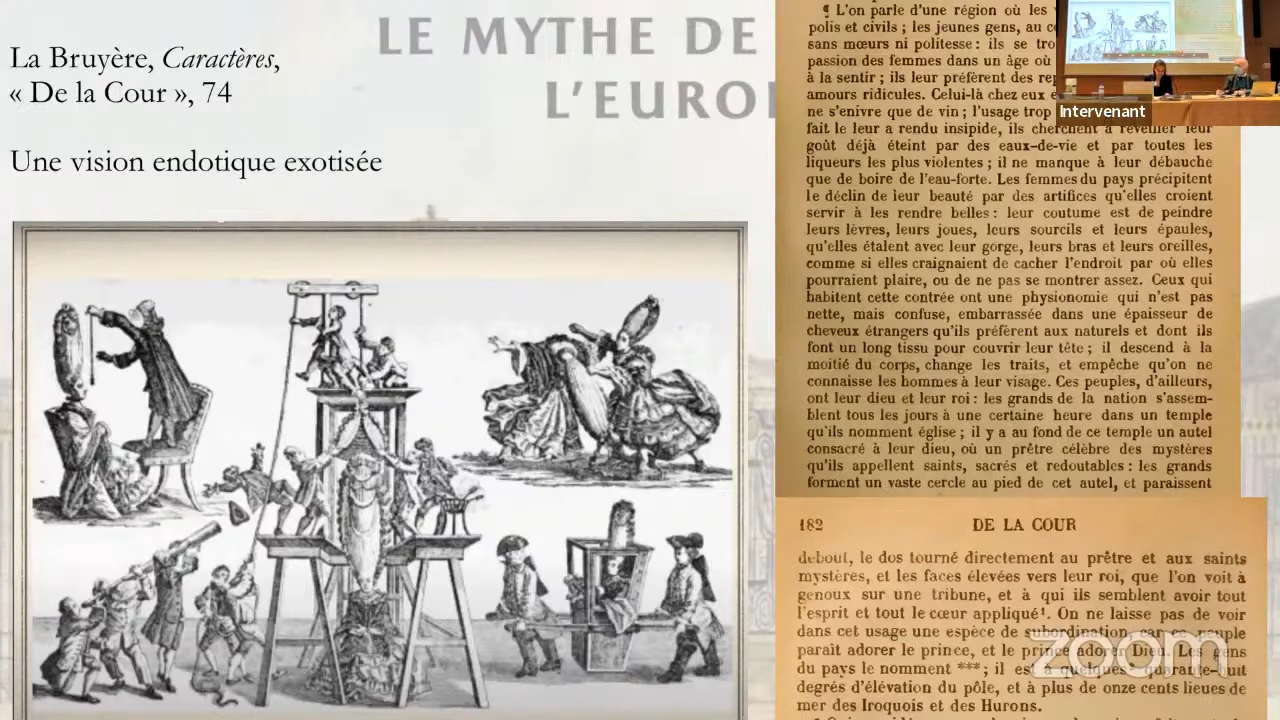 La Bruyère, Caractères,
« De la Cour », 74
Une vision endotique exotisée
LE MYTHE DE
L'EURO
¶ L'on parle d'une région où les
polis et civils ; les jeunes gens, au
sans mœurs ni politesse : ils se
passion des femmes dans un âge où
à la sentir ; ils leur préfèrent des
amours ridicules. Celui-là chez eux
ne s'enivre que de vin ; l'usage trop
fait le leur a rendu insipide, ils cherchent à réveiller leur
goût déjà éteint par des eaux-de-vie et par toutes les
liqueurs les plus violentes ; il ne manque à leur débauche
que de boire de l'eau-forte. Les femmes du pays précipitent
le déclin de leur beauté par des artifices qu'elles croient
servir à les rendre belles : leur coutume est de peindre
leurs lèvres, leurs joues, leurs sourcils et leurs épaules,
qu'elles étalent avec leur gorge, leurs bras et leurs oreilles,
comme si elles craignaient de cacher l'endroit par où elles
pourraient plaire, ou de ne pas se montrer assez. Ceux qui
habitent cette contrée ont une physionomie qui n'est pas
nette, mais confuse, embarrassée dans une épaisseur de
cheveux étrangers qu'ils préfèrent aux naturels et dont ils
font un long tissu pour couvrir leur tête ; il descend à la
moitié du corps, change les traits, et empêche qu'on ne
connaisse les hommes à leur visage. Ces peuples, d'ailleurs,
ont leur dieu et leur roi : les grands de la nation s'assem-
blent tous les jours à une certaine heure dans un temple
qu'ils nomment église ; il y a au fond de ce temple un autel
consacré à leur dieu, où un prêtre célèbre des mystères
qu'ils appellent saints, sacrés et redoutables : les grands
forment un vaste cercle au pied de cet autel, et paraissent
182 DE LA COUR
debout, le dos tourné directement au prêtre et aux saints
mystères, et les faces élevées vers leur roi, que l'on voit à
genoux sur une tribune, et à qui ils semblent avoir tout
l'esprit et tout le cœur appliqué¹. On ne laisse pas de voir
dans cet usage une espèce de subordination, car ce peuple
paraît adorer le prince, et le prince adorer Dieu. Les gens
du pays le nomment *** ; il est à quelques quarante-huit
degrés d'élévation du pôle, et à plus de onze cents lieues de
mer des Iroquois et des Hurons.
Intervenant
zoom